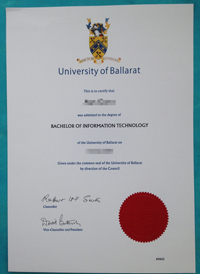 University of Ballarat
This is to certify that
was admitted to the degree of
BACHELOR OF INFORMATION TECHNOLOGY
of the University of Ballarat on
Given under the common seal of the University of Ballarat
by direction of the Council
Chancellor
Vice-Chancellor and President